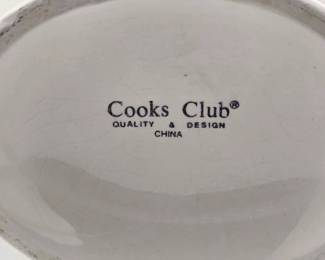 Cooks Club®
QUALITY & DESIGN
CHINA